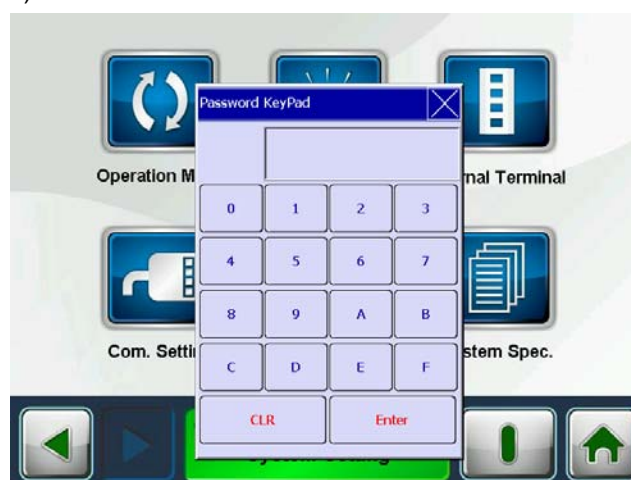 Password KeyPad
Operation M
nal Terminal
0 1 2 3
4 5 6 7
8 9 A B
Com. Setti
stem Spec.
C D E F
CLR Enter